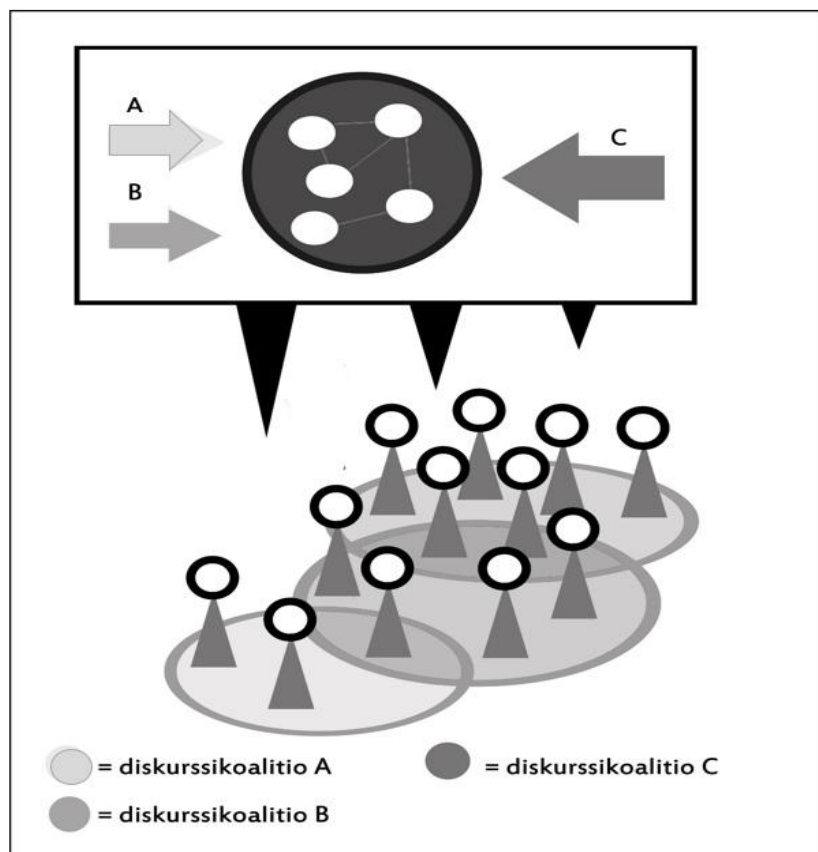 A
B
C
= diskurssikoalitio A
= diskurssikoalitio C
= diskurssikoalitio B